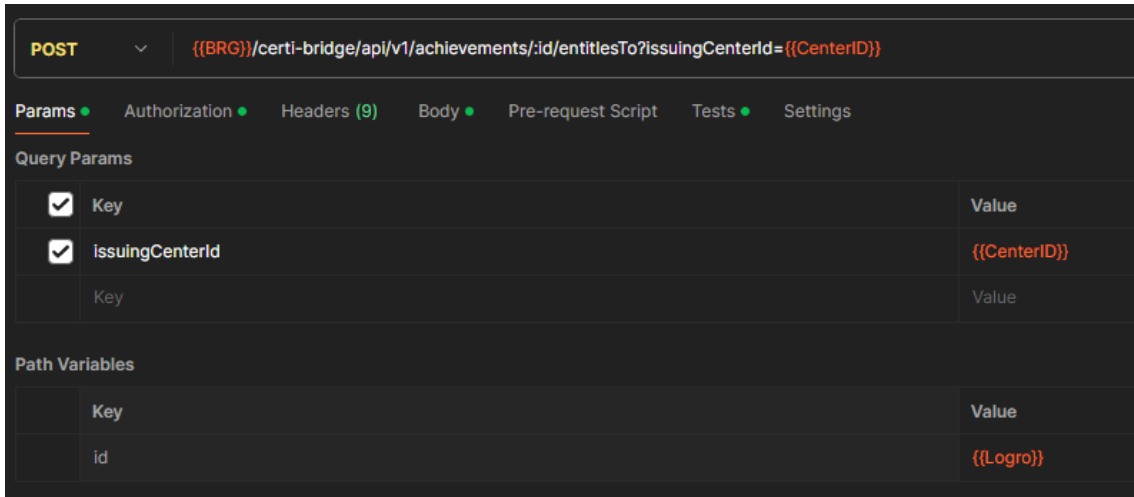 POST {{BRG}}/certi-bridge/api/v1/achievements/:id/entitlesTo?issuingCenterId={{CenterID}}
Params Authorization Headers (9) Body Pre-request Script Tests Settings
Query Params
Key Value
issuingCenterId {{CenterID}}
Key Value
Path Variables
Key Value
id {{Logro}}